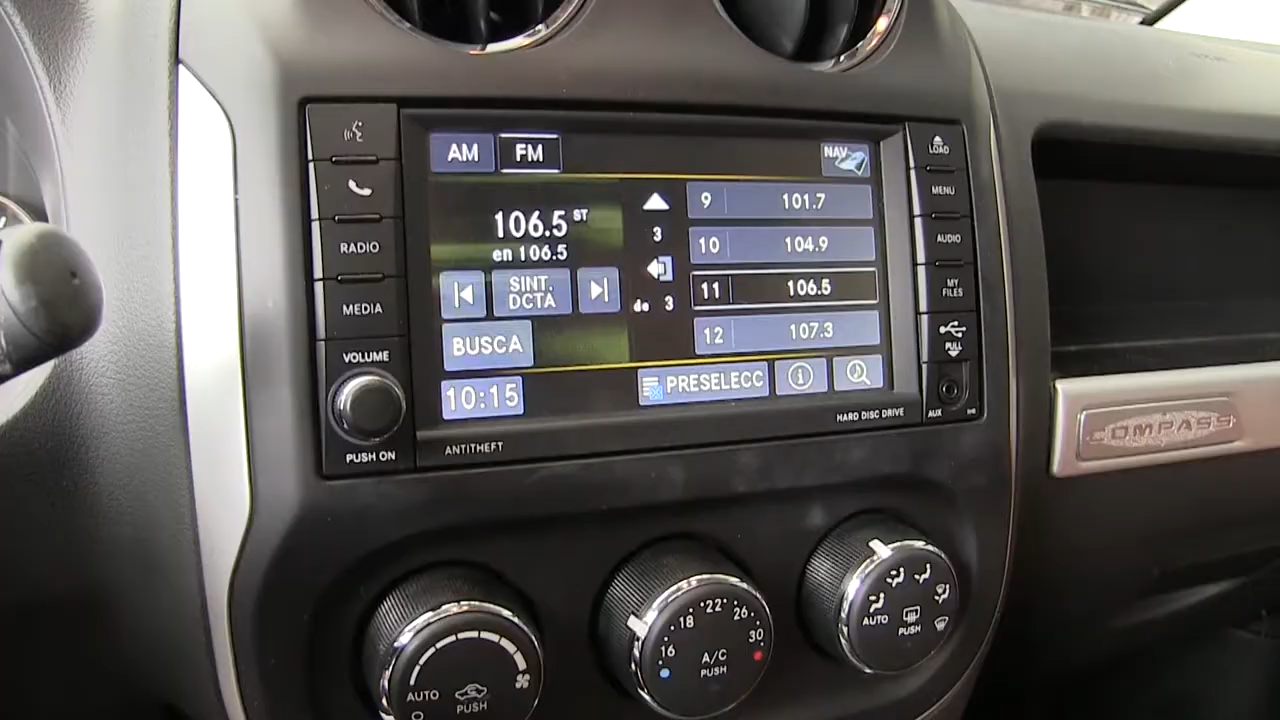 AM FM
NAV
106.5 ST
en 106.5
SINT.
DCTA
BUSCA
10:15
3
de 3
9 101.7
10 104.9
11 106.5
12 107.3
PRESELECC
i
RADIO
MEDIA
VOLUME
PUSH ON
ANTITHEFT
HARD DISC DRIVE
LOAD
MENU
AUDIO
MY
FILES
PULL
AUX
COMPASS
AUTO
PUSH
16 18 22° 26 30
A/C
PUSH
AUTO
PUSH